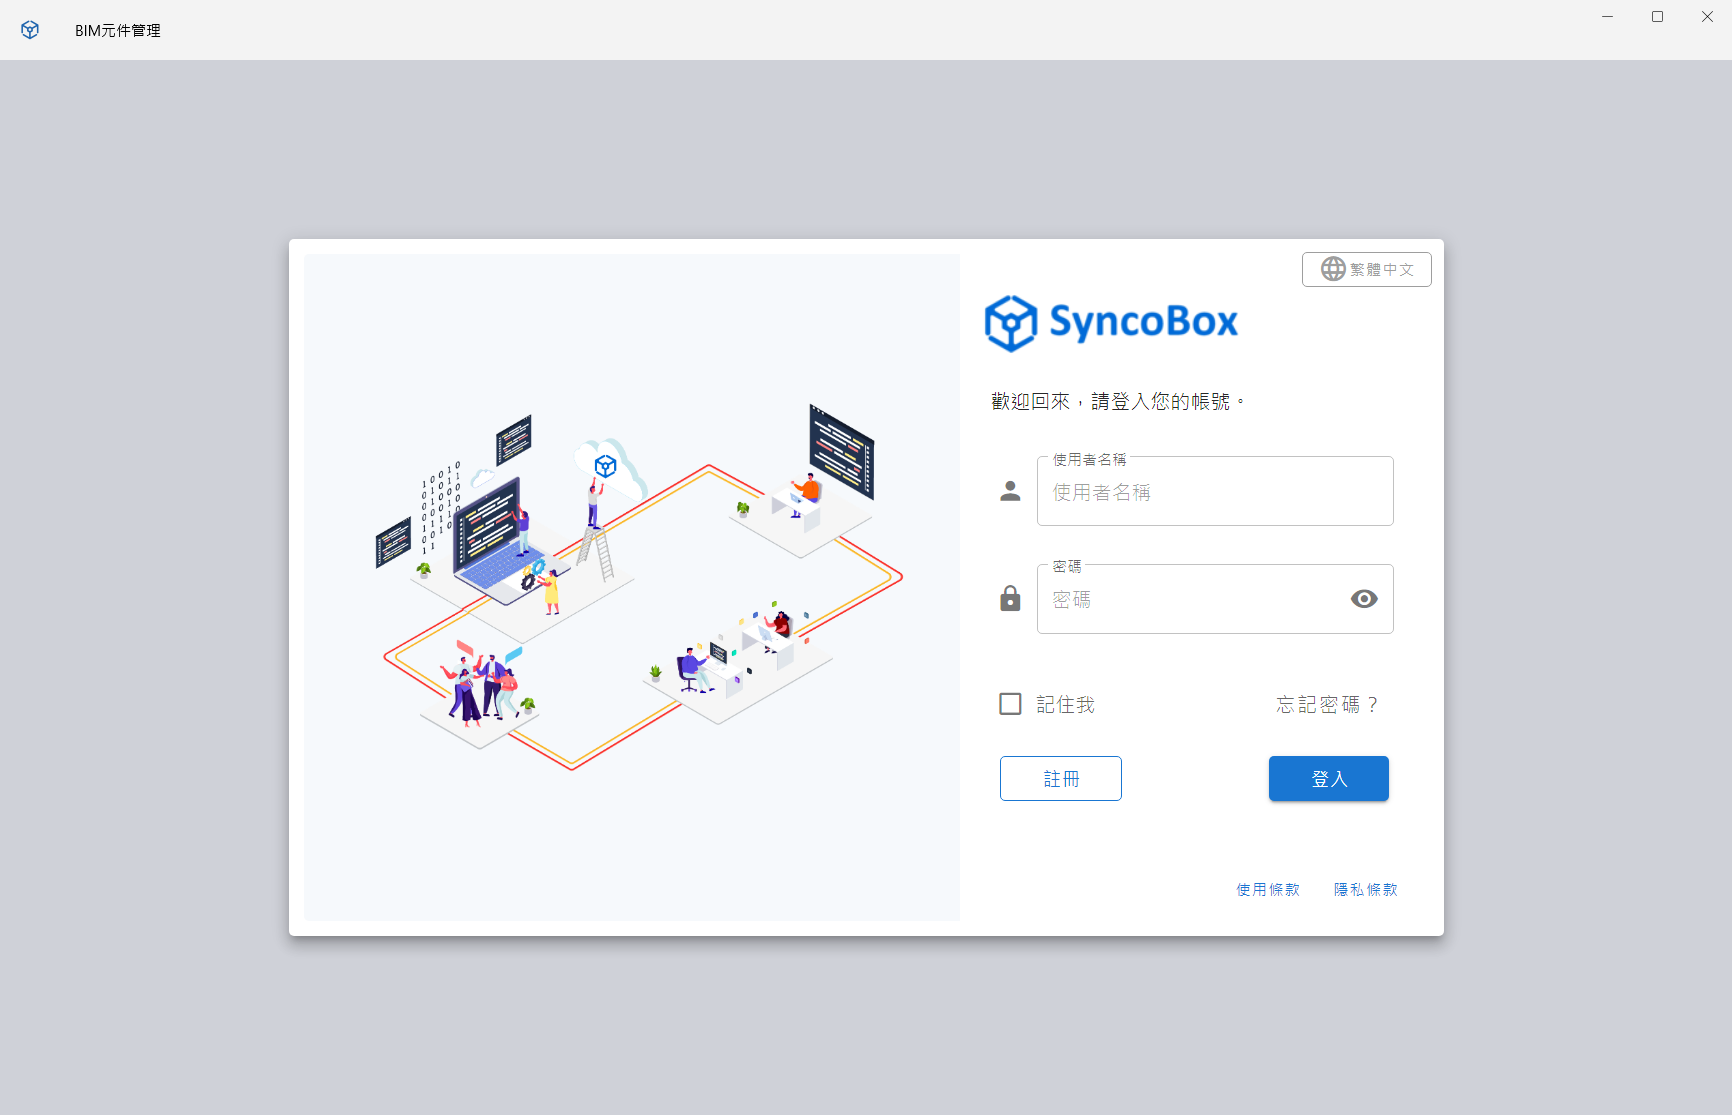 BIM元件管理
繁體中文
SyncoBox
歡迎回來，請登入您的帳號。
使用者名稱
使用者名稱
密碼
密碼
記住我
忘記密碼？
註冊
登入
使用條款
隱私條款